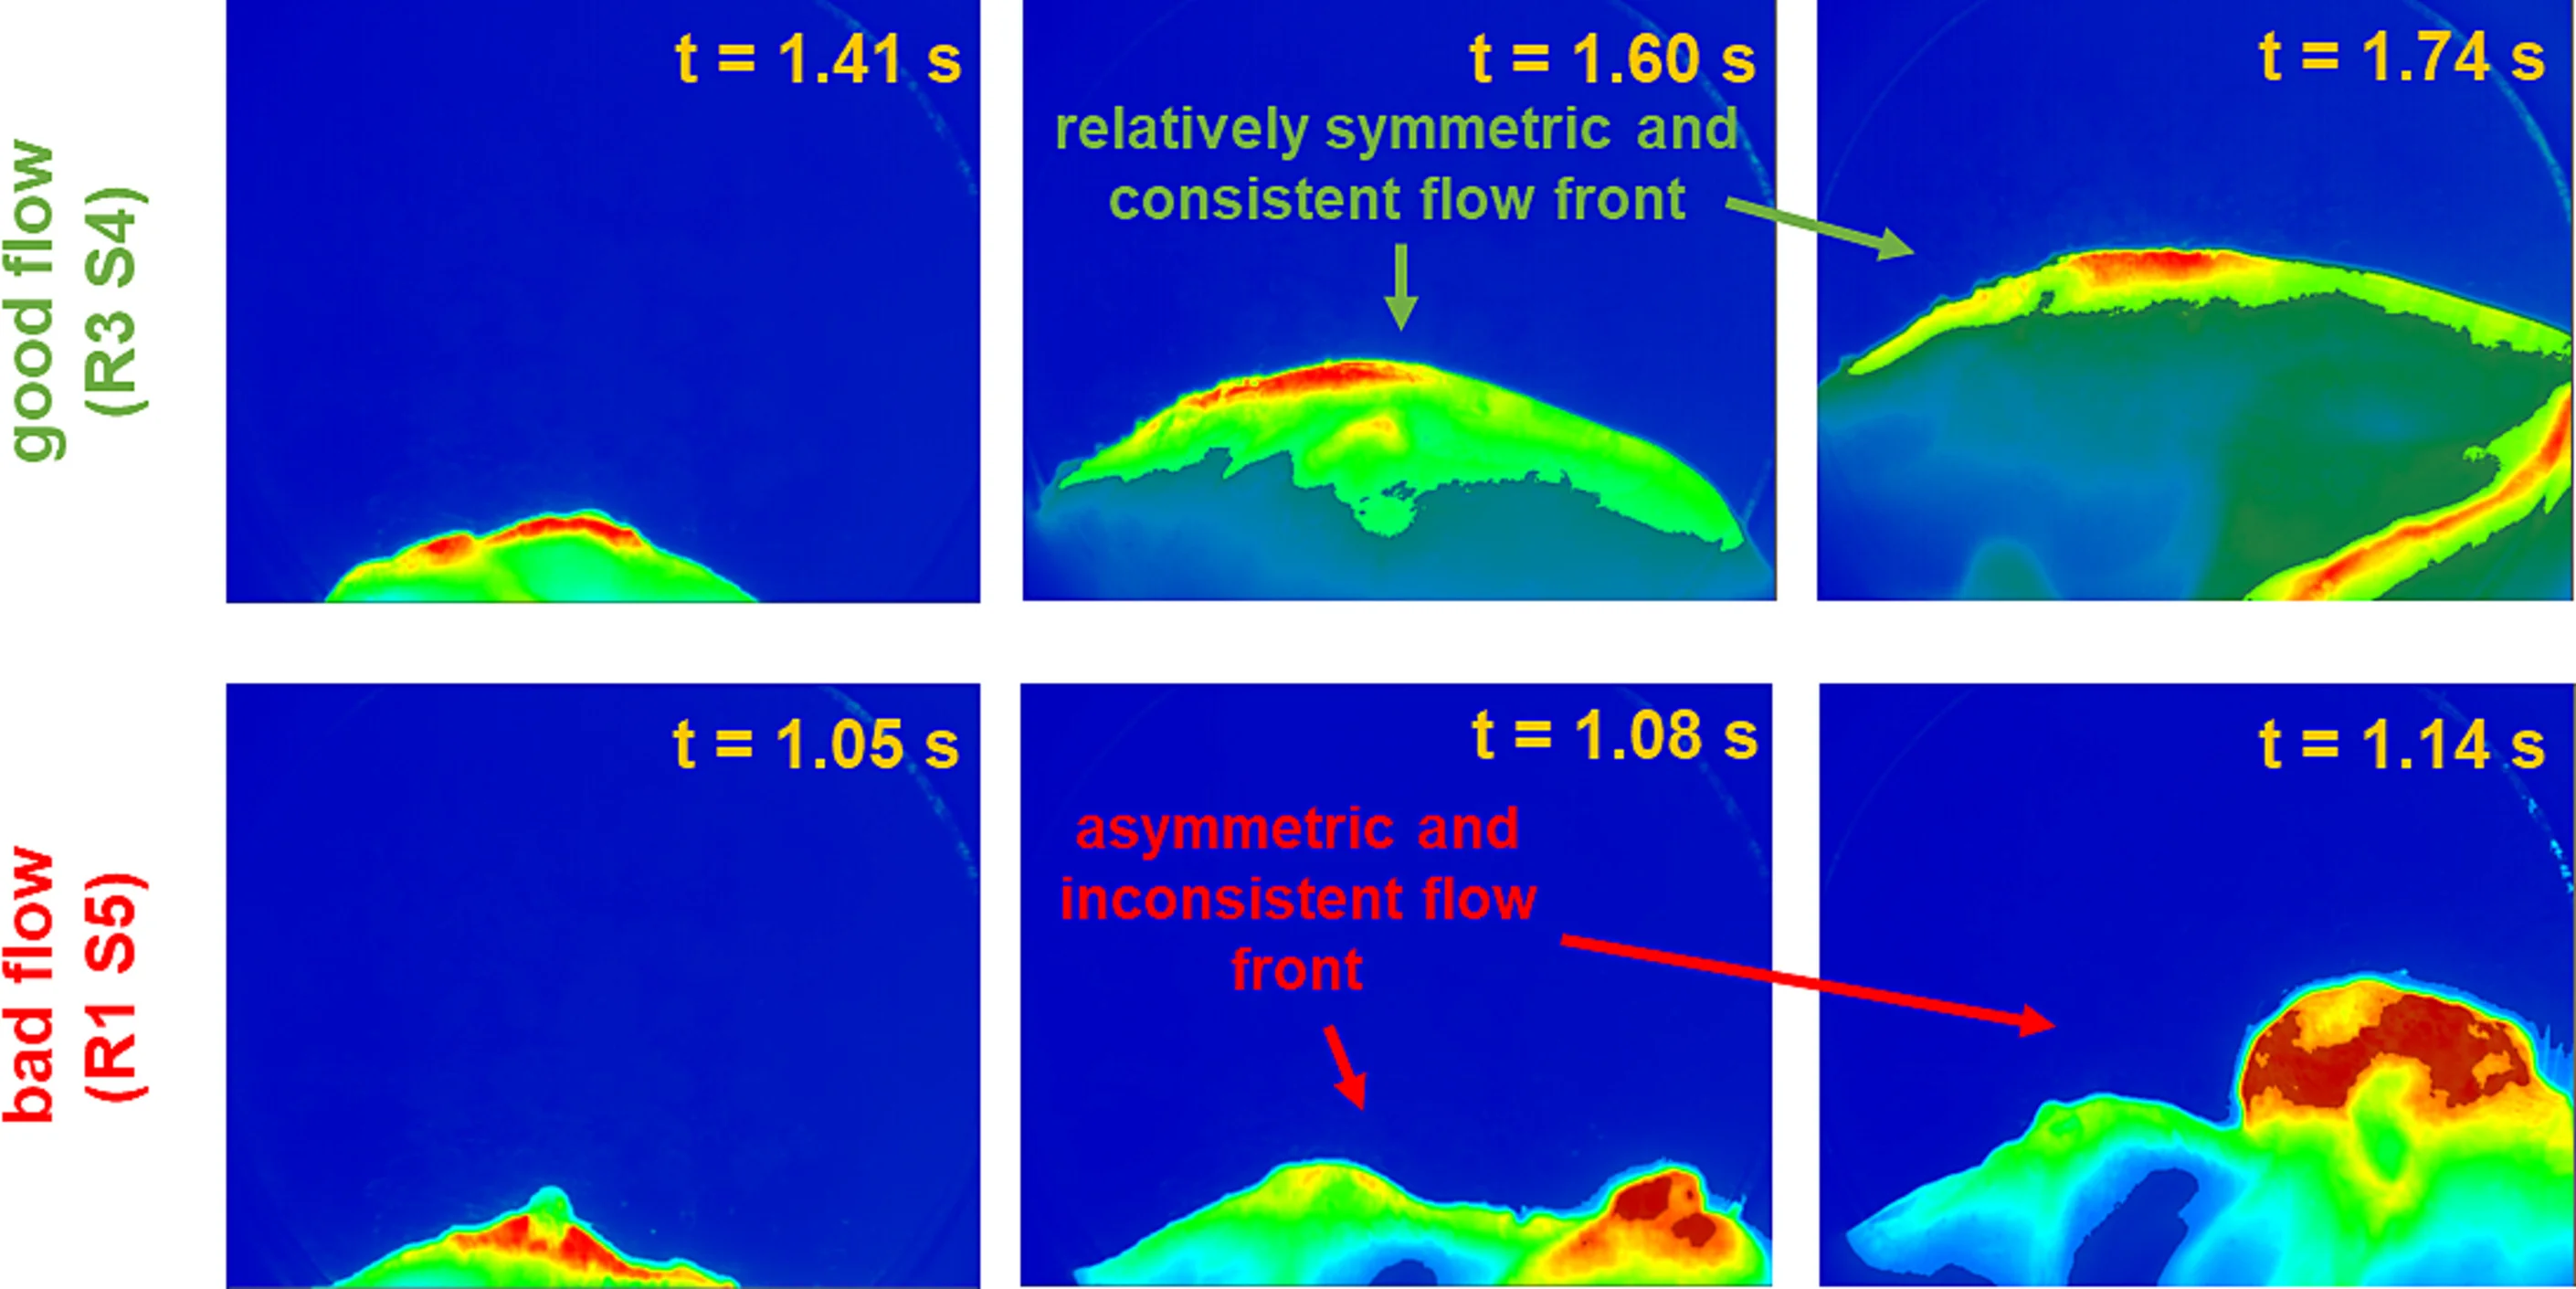 good flow
(R3 S4)
t = 1.41 s
t = 1.60 s
relatively symmetric and
consistent flow front
t = 1.74 s
bad flow
(R1 S5)
t = 1.05 s
t = 1.08 s
asymmetric and
inconsistent flow
front
t = 1.14 s